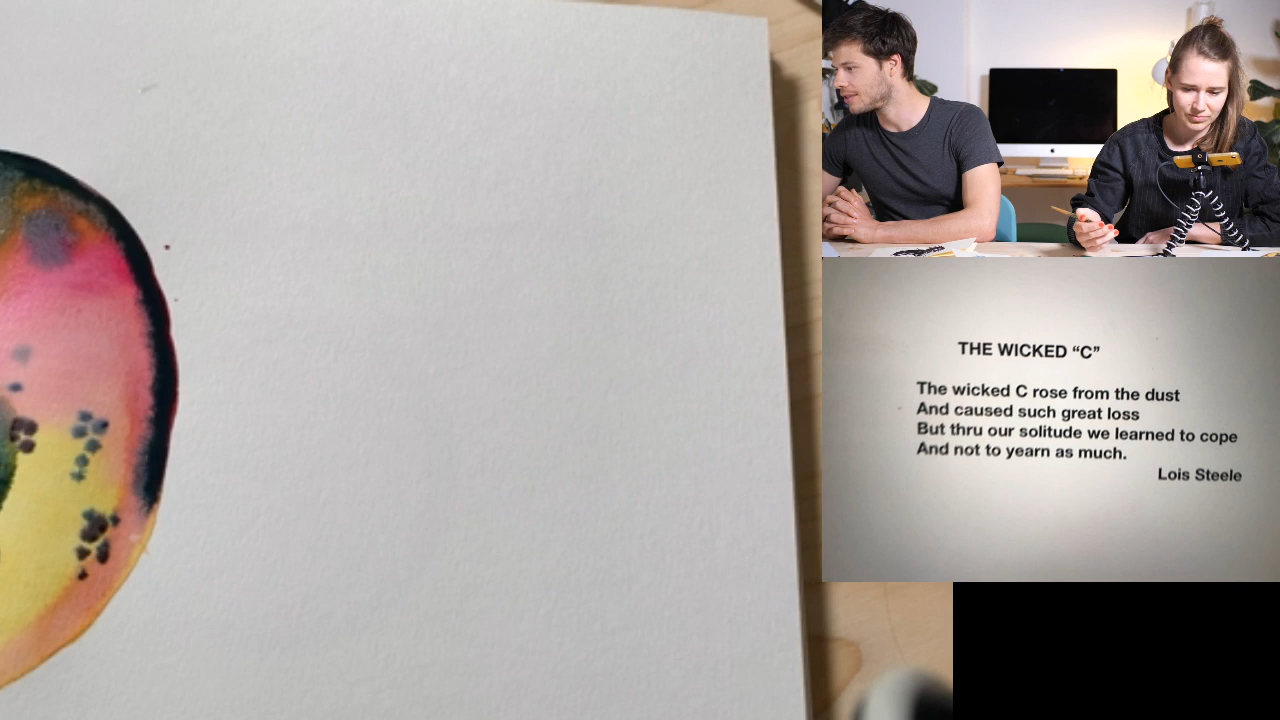 THE WICKED “C”
The wicked C rose from the dust
And caused such great loss
But thru our solitude we learned to cope
And not to yearn as much.
Lois Steele